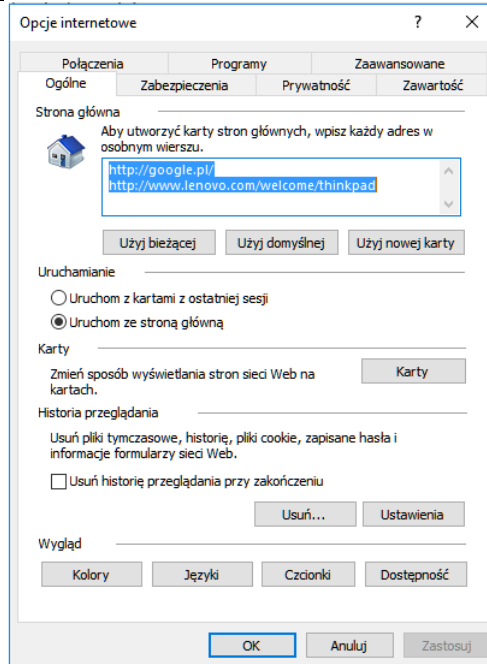 Opcje internetowe ? ×
Połączenia Programy Zaawansowane
Ogólne Zabezpieczenia Prywatność Zawartość
Strona główna
Aby utworzyć karty stron głównych, wpisz każdy adres w
osobnym wierszu.
http://google.pl/
http://www.lenovo.com/welcome/thinkpad
Użyj bieżącej Użyj domyślnej Użyj nowej karty
Uruchamianie
Uruchom z kartami z ostatniej sesji
Uruchom ze stroną główną
Karty
Zmień sposób wyświetlania stron sieci Web na
kartach.
Karty
Historia przeglądania
Usuń pliki tymczasowe, historię, pliki cookie, zapisane hasła i
informacje formularzy sieci Web.
Usuń historię przeglądania przy zakończeniu
Usuń... Ustawienia
Wygląd
Kolory Języki Czcionki Dostępność
OK Anuluj Zastosuj